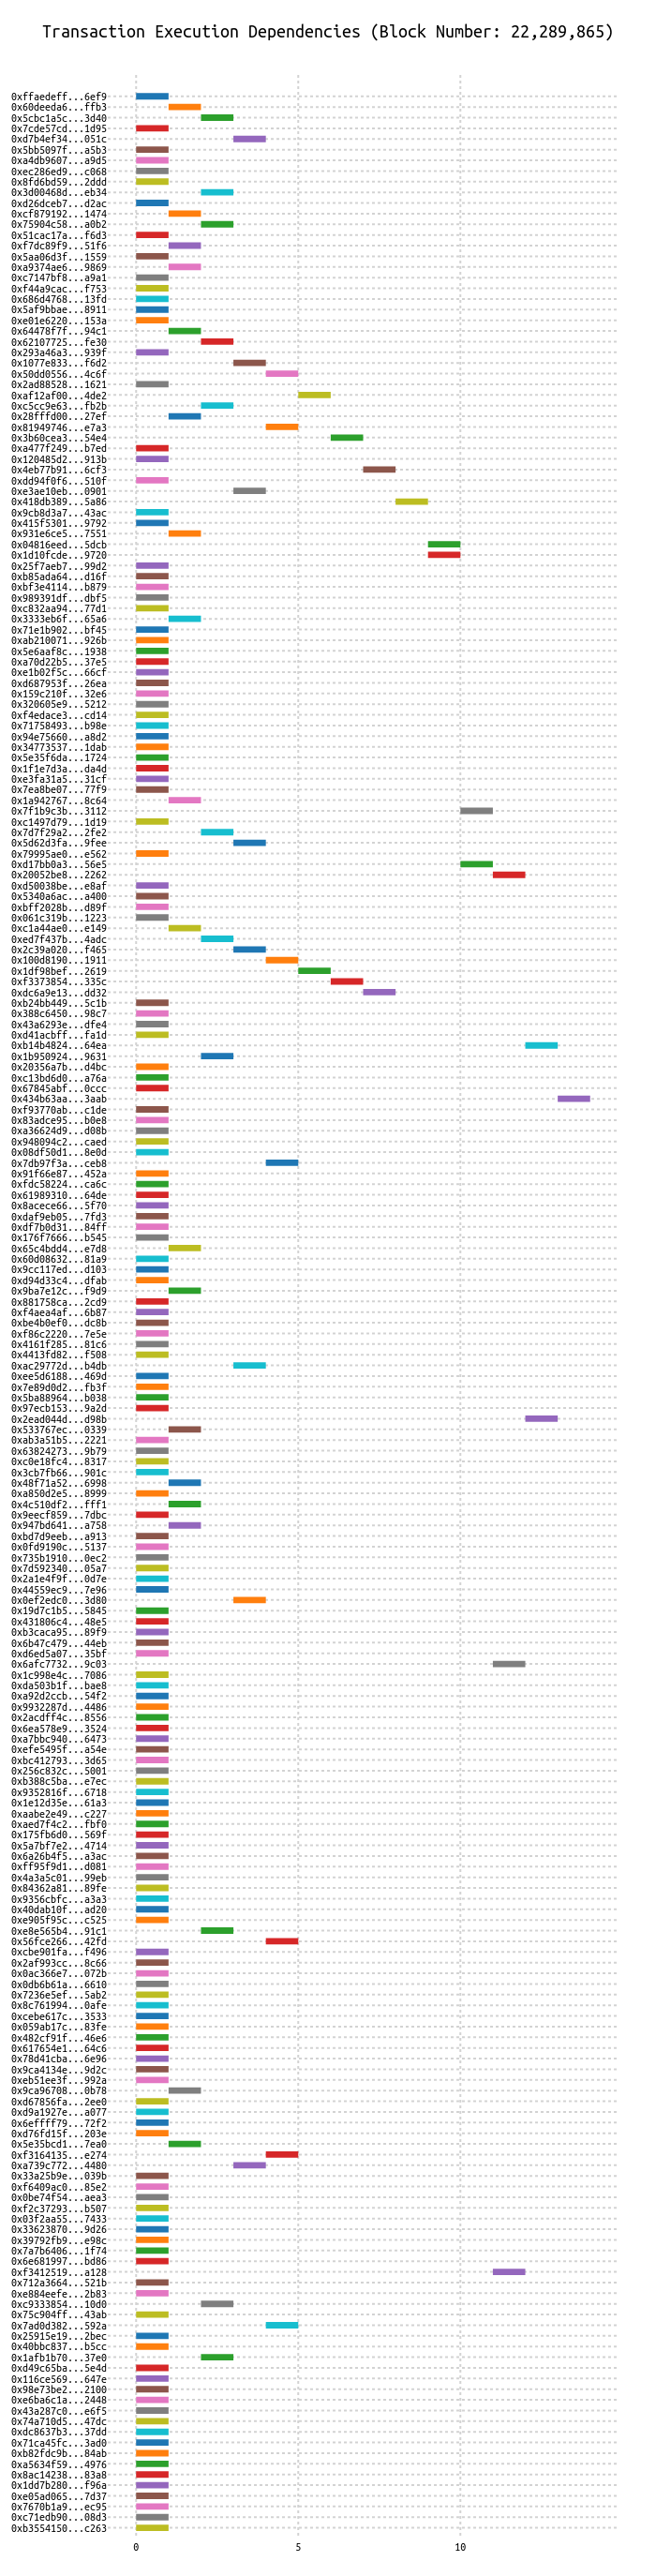 Transaction Execution Dependencies (Block Number: 22,289,865)
0xffaedeff...6ef9
0x60deeda6...ffb3
0x5cbc1a5c...3d40
0x7cde57cd...1d95
0xd7b4ef34...051c
0x5bb5097f...a5b3
0xa4db9607...a9d5
0xec286ed9...c068
0x8fd6bd59...2ddd
0x3d00468d...eb34
0xd26dceb7...d2ac
0xcf879192...1474
0x75904c58...a0b2
0x51cac17a...f6d3
0xf7dc89f9...51f6
0x5aa06d3f...1559
0xa9374ae6...9869
0xc7147bf8...a9a1
0xf44a9cac...f753
0x686d4768...13fd
0x5af9bbae...8911
0xe01e6220...153a
0x64478f7f...94c1
0x62107725...fe30
0x293a46a3...939f
0x1077e833...f6d2
0x50dd0556...4c6f
0x2ad88528...1621
0xaf12af00...4de2
0xc5cc9e63...fb2b
0x28fffd00...27ef
0x81949746...e7a3
0x3b60cea3...54e4
0xa477f249...b7ed
0x120485d2...913b
0x4eb77b91...6cf3
0xdd94f0f6...510f
0xe3ae10eb...0901
0x418db389...5a86
0x9cb8d3a7...43ac
0x415f5301...9792
0x931e6ce5...7551
0x04816eed...5dcb
0x1d10fcde...9720
0x25f7aeb7...99d2
0xb85ada64...d16f
0xbf3e4114...b879
0x989391df...dbf5
0xc832aa94...77d1
0x3333eb6f...65a6
0x71e1b902...bf45
0xab210071...926b
0x5e6aaf8c...1938
0xa70d22b5...37e5
0xe1b02f5c...66cf
0xd687953f...26ea
0x159c210f...32e6
0x320605e9...5212
0xf4edace3...cd14
0x71758493...b98e
0x94e75660...a8d2
0x34773537...1dab
0x5e35f6da...1724
0x1f1e7d3a...da4d
0xe3fa31a5...31cf
0x7ea8be07...77f9
0x1a942767...8c64
0x7f1b9c3b...3112
0xc1497d79...1d19
0x7d7f29a2...2fe2
0x5d62d3fa...9fee
0x79995ae0...e562
0xd17bb0a3...56e5
0x20052be8...2262
0xd50038be...e8af
0x5340a6ac...a400
0xbff2028b...d89f
0x061c319b...1223
0xc1a44ae0...e149
0xed7f437b...4adc
0x2c39a020...f465
0x100d8190...1911
0x1df98bef...2619
0xf3373854...335c
0xdc6a9e13...dd32
0xb24bb449...5c1b
0x388c6450...98c7
0x43a6293e...dfe4
0xd41acbff...fa1d
0xb14b4824...64ea
0x1b950924...9631
0x20356a7b...d4bc
0xc13bd6d0...a76a
0x67845abf...0ccc
0x434b63aa...3aab
0xf93770ab...c1de
0x83adce95...b0e8
0xa36624d9...d08b
0x948094c2...caed
0x08df50d1...8e0d
0x7db97f3a...ceb8
0x91f66e87...452a
0xfdc58224...ca6c
0x61989310...64de
0x8acece66...5f70
0xdaf9eb05...7fd3
0xdf7b0d31...84ff
0x176f7666...b545
0x65c4bdd4...e7d8
0x60d08632...81a9
0x9cc117ed...d103
0xd94d33c4...dfab
0x9ba7e12c...f9d9
0x881758ca...2cd9
0xf4aea4af...6b87
0xbe4b0ef0...dc8b
0xf86c2220...7e5e
0x4161f285...81c6
0x4413fd82...f508
0xac29772d...b4db
0xee5d6188...469d
0x7e89d0d2...fb3f
0x5ba88964...b038
0x97ecb153...9a2d
0x2ead044d...d98b
0x533767ec...0339
0xab3a51b5...2221
0x63824273...9b79
0xc0e18fc4...8317
0x3cb7fb66...901c
0x48f71a52...6998
0xa850d2e5...8999
0x4c510df2...fff1
0x9eecf859...7dbc
0x947bd641...a758
0xbd7d9eeb...a913
0x0fd9190c...5137
0x735b1910...0ec2
0x7d592340...05a7
0x2a1e4f9f...0d7e
0x44559ec9...7e96
0x0ef2edc0...3d80
0x19d7c1b5...5845
0x431806c4...48e5
0xb3caca95...89f9
0x6b47c479...44eb
0xd6ed5a07...35bf
0x6afc7732...9c03
0x1c998e4c...7086
0xda503b1f...bae8
0xa92d2ccb...54f2
0x9932287d...4486
0x2acdff4c...8556
0x6ea578e9...3524
0xa7bbc940...6473
0xefe5495f...a54e
0xbc412793...3d65
0x256c832c...5001
0xb388c5ba...e7ec
0x9352816f...6718
0x1e12d35e...61a3
0xaabe2e49...c227
0xaed7f4c2...fbf0
0x175fb6d0...569f
0x5a7bf7e2...4714
0x6a26b4f5...a3ac
0xff95f9d1...d081
0x4a3a5c01...99eb
0x84362a81...89fe
0x9356cbfc...a3a3
0x40dab10f...ad20
0xe905f95c...c525
0xe8e565b4...91c1
0x56fce266...42fd
0xcbe901fa...f496
0x2af993cc...8c66
0x0ac366e7...072b
0x0db6b61a...6610
0x7236e5ef...5ab2
0x8c761994...0afe
0xcebe617c...3533
0x059ab17c...83fe
0x482cf91f...46e6
0x617654e1...64c6
0x78d41cba...6e96
0x9ca4134e...9d2c
0xeb51ee3f...992a
0x9ca96708...0b78
0xd67856fa...2ee0
0xd9a1927e...a077
0x6effff79...72f2
0xd76fd15f...203e
0x5e35bcd1...7ea0
0xf3164135...e274
0xa739c772...4480
0x33a25b9e...039b
0xf6409ac0...85e2
0x0be74f54...aea3
0xf2c37293...b507
0x03f2aa55...7433
0x33623870...9d26
0x39792fb9...e98c
0x7a7b6406...1f74
0x6e681997...bd86
0xf3412519...a128
0x712a3664...521b
0xe884eefe...2b83
0xc9333854...10d0
0x75c904ff...43ab
0x7ad0d382...592a
0x25915e19...2bec
0x40bbc837...b5cc
0x1afb1b70...37e0
0xd49c65ba...5e4d
0x116ce569...647e
0x98e73be2...2100
0xe6ba6c1a...2448
0x43a287c0...e6f5
0x74a710d5...47dc
0xdc8637b3...37dd
0x71ca45fc...3ad0
0xb82fdc9b...84ab
0xa5634f59...4976
0x8ac14238...83a8
0x1dd7b280...f96a
0xe05ad065...7d37
0x7670b1a9...ec95
0xc71edb90...08d3
0xb3554150...c263
0 5 10